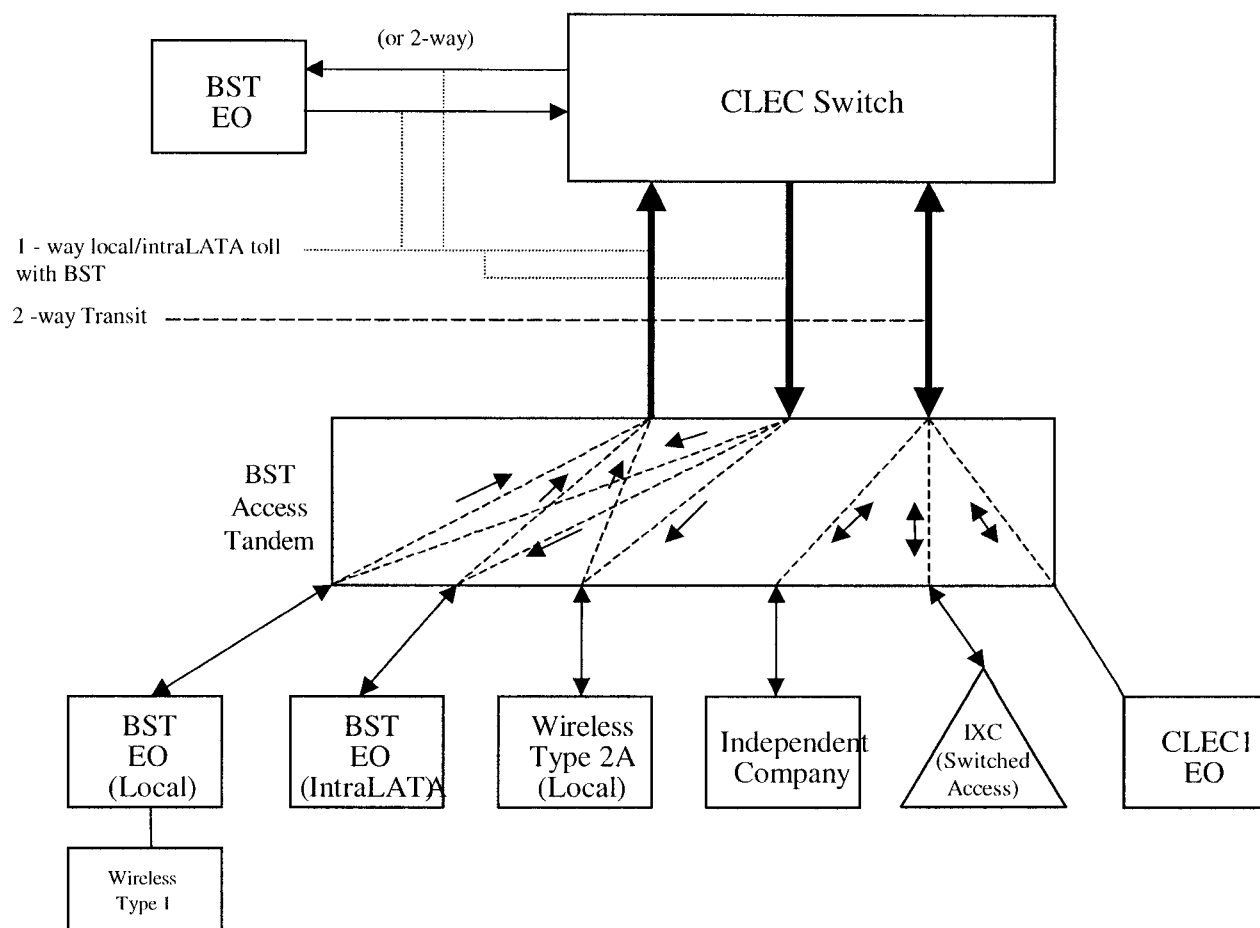 (or 2-way)
BST
EO
CLEC Switch
1 - way local/intraLATA toll
with BST
2 -way Transit
BST
Access
Tandem
BST
EO
(Local)
BST
EO
(IntraLATA)
Wireless
Type 2A
(Local)
Independent
Company
IXC
(Switched
Access)
CLEC1
EO
Wireless
Type 1